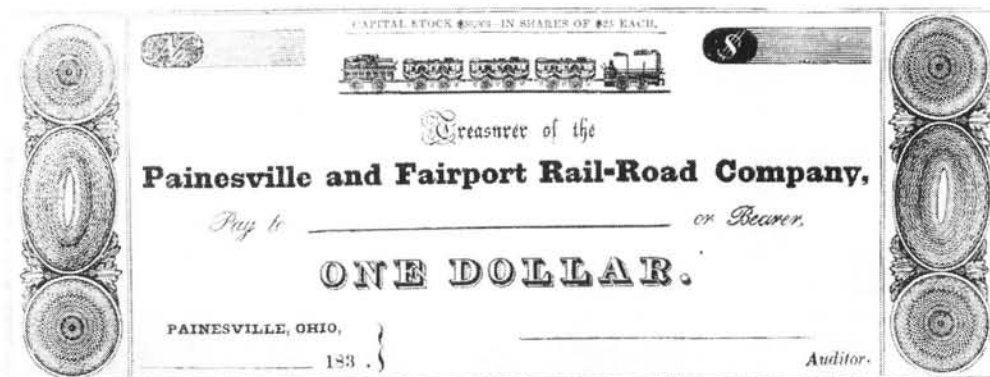 CAPITAL STOCK IN SHARES OF $25 EACH.
No $
Treasurer of the
Painesville and Fairport Rail-Road Company,
Pay to or Bearer,
ONE DOLLAR.
PAINESVILLE, OHIO,
183 .
Auditor.